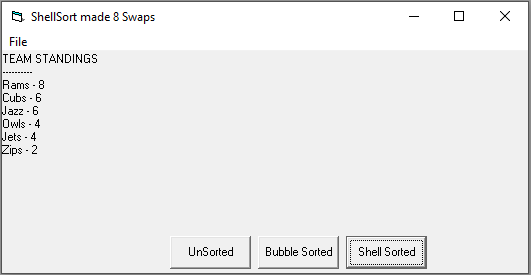 ShellSort made 8 Swaps
File
TEAM STANDINGS
----------
Rams - 8
Cubs - 6
Jazz - 6
Owls - 4
Jets - 4
Zips - 2
UnSorted Bubble Sorted Shell Sorted